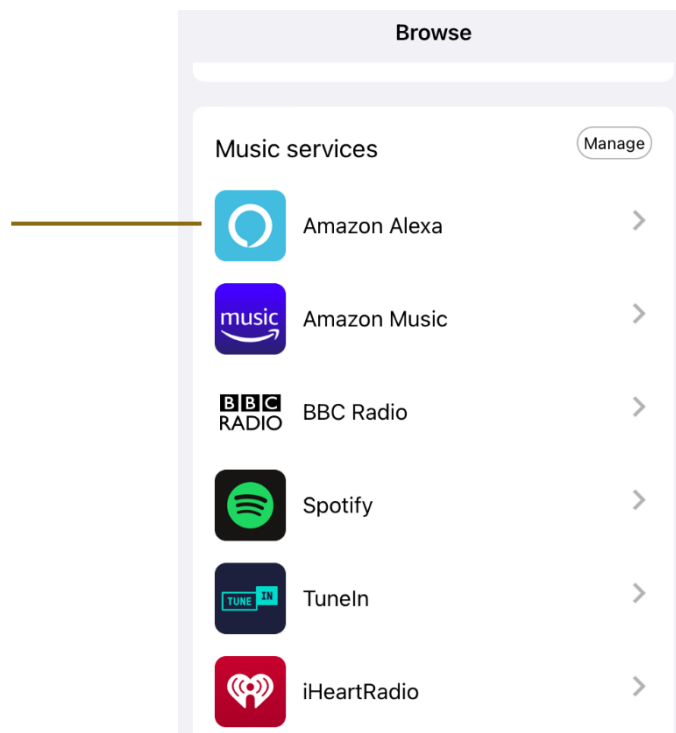 Browse
Music services
Manage
Amazon Alexa
music
Amazon Music
BBC
RADIO
BBC Radio
Spotify
TUNE IN
TuneIn
iHeartRadio